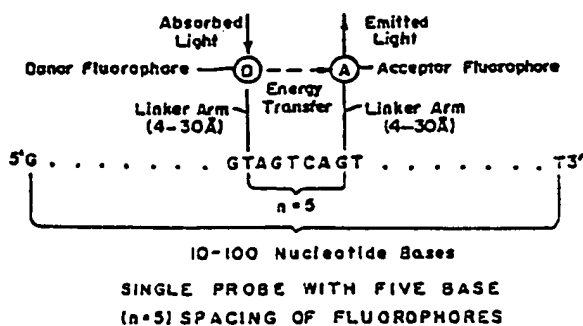 Absorbed Light
Emitted Light
Donor Fluorophore
D
A
Acceptor Fluorophore
Energy Transfer
Linker Arm (4-30Å)
Linker Arm (4-30Å)
5'G . . . . . . . . GTAGTCAGT . . . . . . . T3'
n = 5
10-100 Nucleotide Bases
SINGLE PROBE WITH FIVE BASE
(n=5) SPACING OF FLUOROPHORES